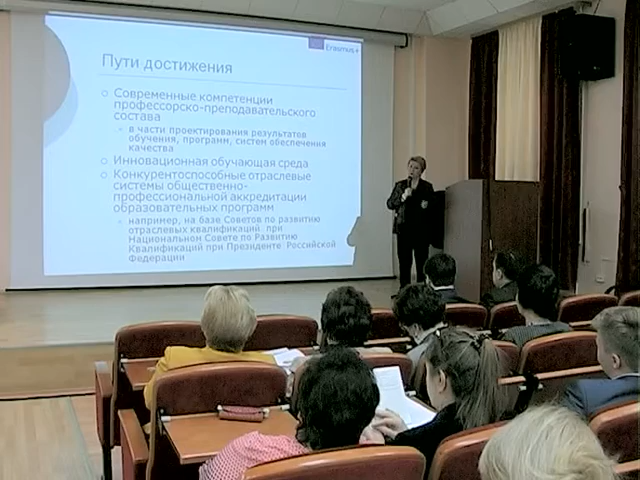 Erasmus+
Пути достижения
Современные компетенции
профессорско-преподавательского
состава
в части проектирования результатов
обучения, программ, систем обеспечения
качества
Инновационная обучающая среда
Конкурентоспособные отраслевые
системы общественно-
профессиональной аккредитации
образовательных программ
например, на базе Советов по развитию
отраслевых квалификаций при
Национальном Совете по Развитию
Квалификаций при Президенте Российской
Федерации